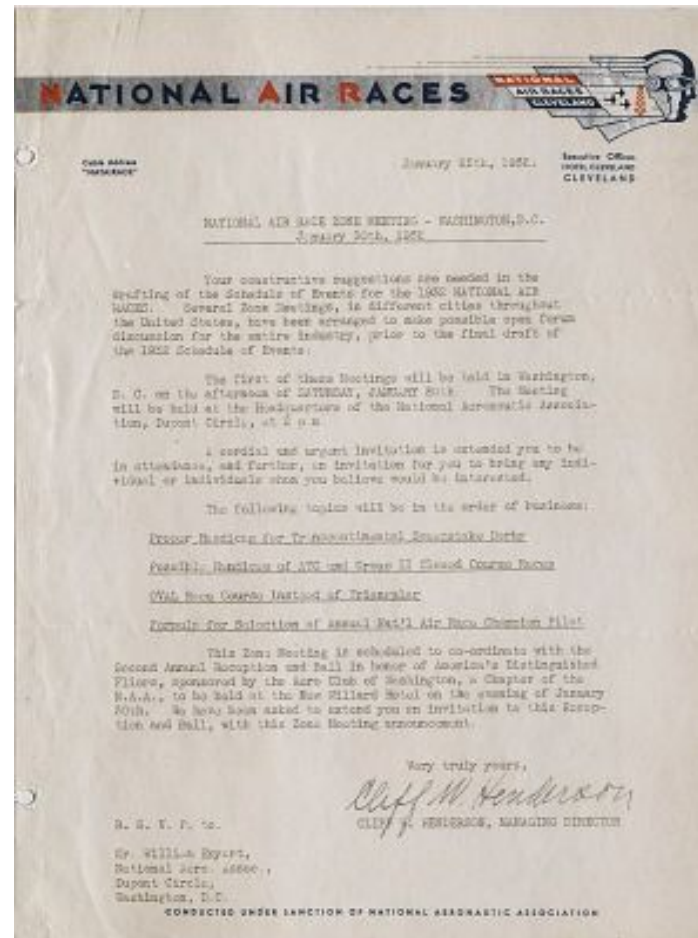 NATIONAL AIR RACES
NATIONAL
AIR RACES
CLEVELAND
Cable Address
"NATAIRACE"
January 25th, 1932.
Executive Offices
HOTEL CLEVELAND
CLEVELAND
NATIONAL AIR RACE ZONE MEETING - WASHINGTON, D.C.
January 30th, 1932
Your constructive suggestions are needed in the
drafting of the Schedule of Events for the 1932 NATIONAL AIR
RACES. Several Zone Meetings, in different cities throughout
the United States, have been arranged to make possible open forum
discussion for the entire industry, prior to the final draft of
the 1932 Schedule of Events.
The first of these Meetings will be held in Washington,
D. C. on the afternoon of SATURDAY, JANUARY 30th. The Meeting
will be held at the Headquarters of the National Aeronautic Associa-
tion, Dupont Circle, at 2 p.m.
A cordial and urgent invitation is extended you to be
in attendance, and further, an invitation for you to bring any indi-
vidual or individuals whom you believe would be interested.
The following topics will be in the order of business:
Proper Handicap for Transcontinental Sweepstake Derby
Possible Handicap of ATC and Group II Closed Course Races
OVAL Race Course Instead of Triangular
Formula for Selection of Annual Nat'l Air Race Champion Pilot
This Zone Meeting is scheduled to co-ordinate with the
Second Annual Reception and Ball in honor of America's Distinguished
Fliers, sponsored by the Aero Club of Washington, a Chapter of the
N.A.A., to be held at the New Willard Hotel on the evening of January
30th. We have been asked to extend you an invitation to this Recep-
tion and Ball, with this Zone Meeting announcement.
Very truly yours,
Cliff W. Henderson
CLIFF W. HENDERSON, MANAGING DIRECTOR
R. S. V. P. to.
Mr. William
National Aero. Assoc.,
Dupont Circle,
Washington, D.C.
CONDUCTED UNDER SANCTION OF NATIONAL AERONAUTIC ASSOCIATION